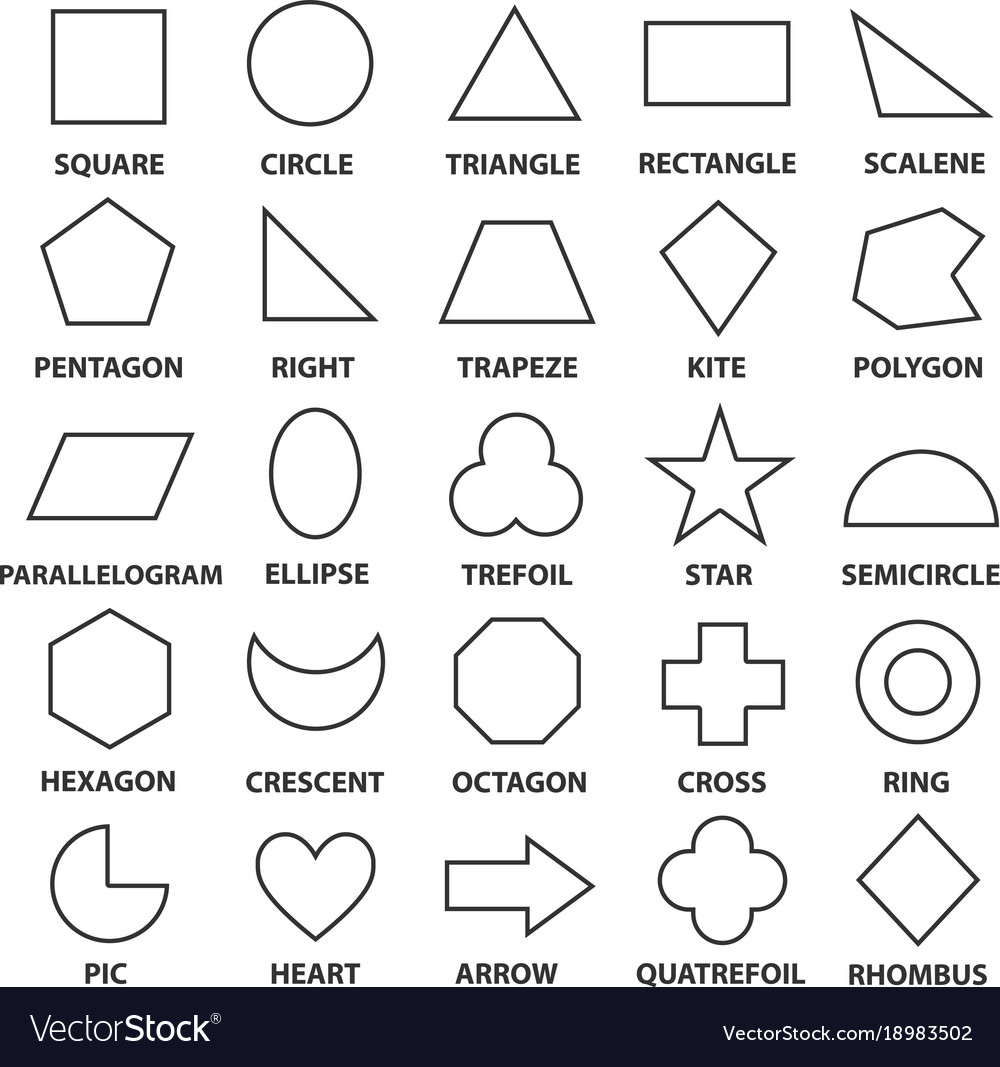 SQUARE CIRCLE TRIANGLE RECTANGLE SCALENE
PENTAGON RIGHT TRAPEZE KITE POLYGON
PARALLELOGRAM ELLIPSE TREFOIL STAR SEMICIRCLE
HEXAGON CRESCENT OCTAGON CROSS RING
PIC HEART ARROW QUATREFOIL RHOMBUS
VectorStock® VectorStock.com/18983502